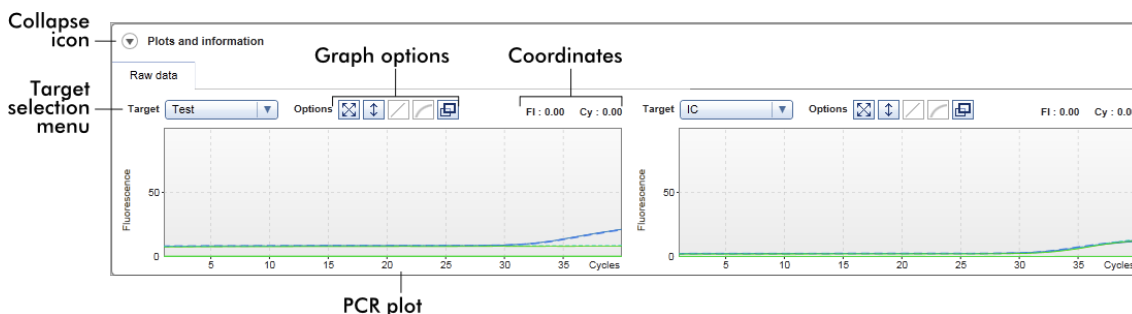 Collapse
icon
Plots and information
Graph options
Coordinates
Raw data
Target
selection
menu
Target Test Options FI : 0.00 Cy : 0.00 Target IC Options FI : 0.00 Cy : 0.00
Fluorescence
50
0
5 10 15 20 25 30 35 Cycles
Fluorescence
50
0
5 10 15 20 25 30 35 Cycles
PCR plot